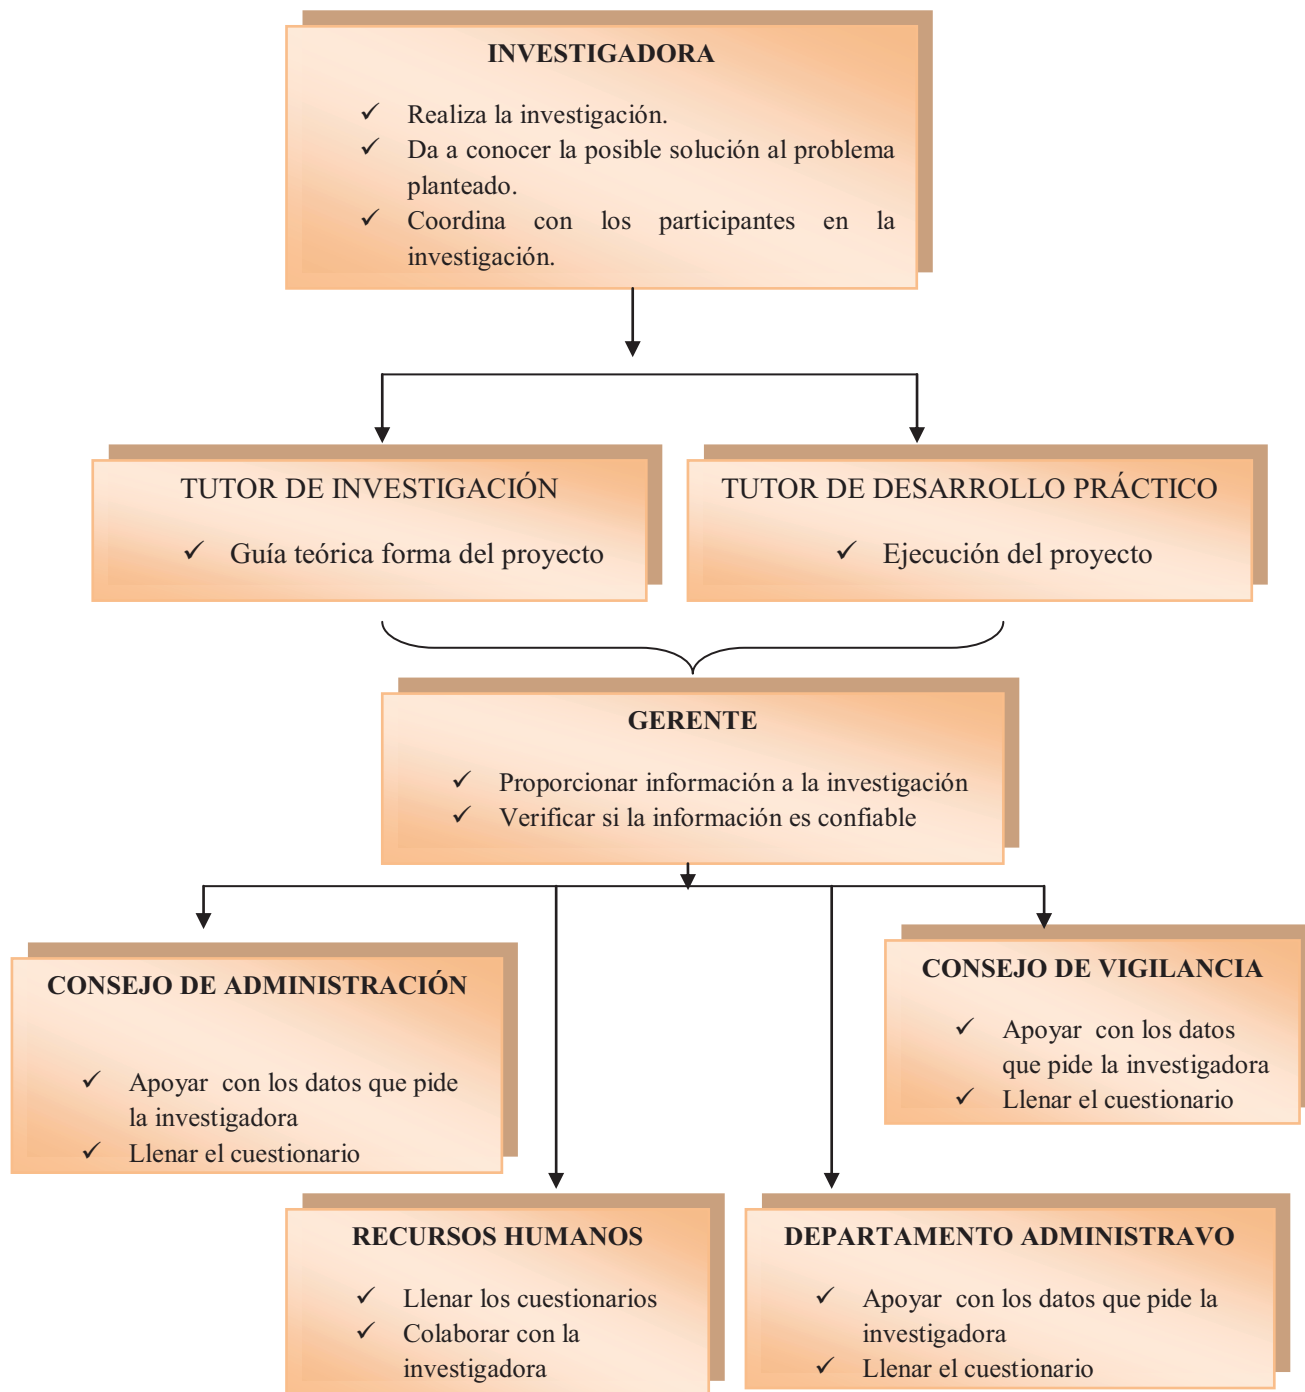 INVESTIGADORA
✓ Realiza la investigación.
✓ Da a conocer la posible solución al problema
planteado.
✓ Coordina con los participantes en la
investigación.
TUTOR DE INVESTIGACIÓN
✓ Guía teórica forma del proyecto
TUTOR DE DESARROLLO PRÁCTICO
✓ Ejecución del proyecto
GERENTE
✓ Proporcionar información a la investigación
✓ Verificar si la información es confiable
CONSEJO DE ADMINISTRACIÓN
✓ Apoyar con los datos que pide
la investigadora
✓ Llenar el cuestionario
CONSEJO DE VIGILANCIA
✓ Apoyar con los datos
que pide la investigadora
✓ Llenar el cuestionario
RECURSOS HUMANOS
✓ Llenar los cuestionarios
✓ Colaborar con la
investigadora
DEPARTAMENTO ADMINISTRAVO
✓ Apoyar con los datos que pide la
investigadora
✓ Llenar el cuestionario